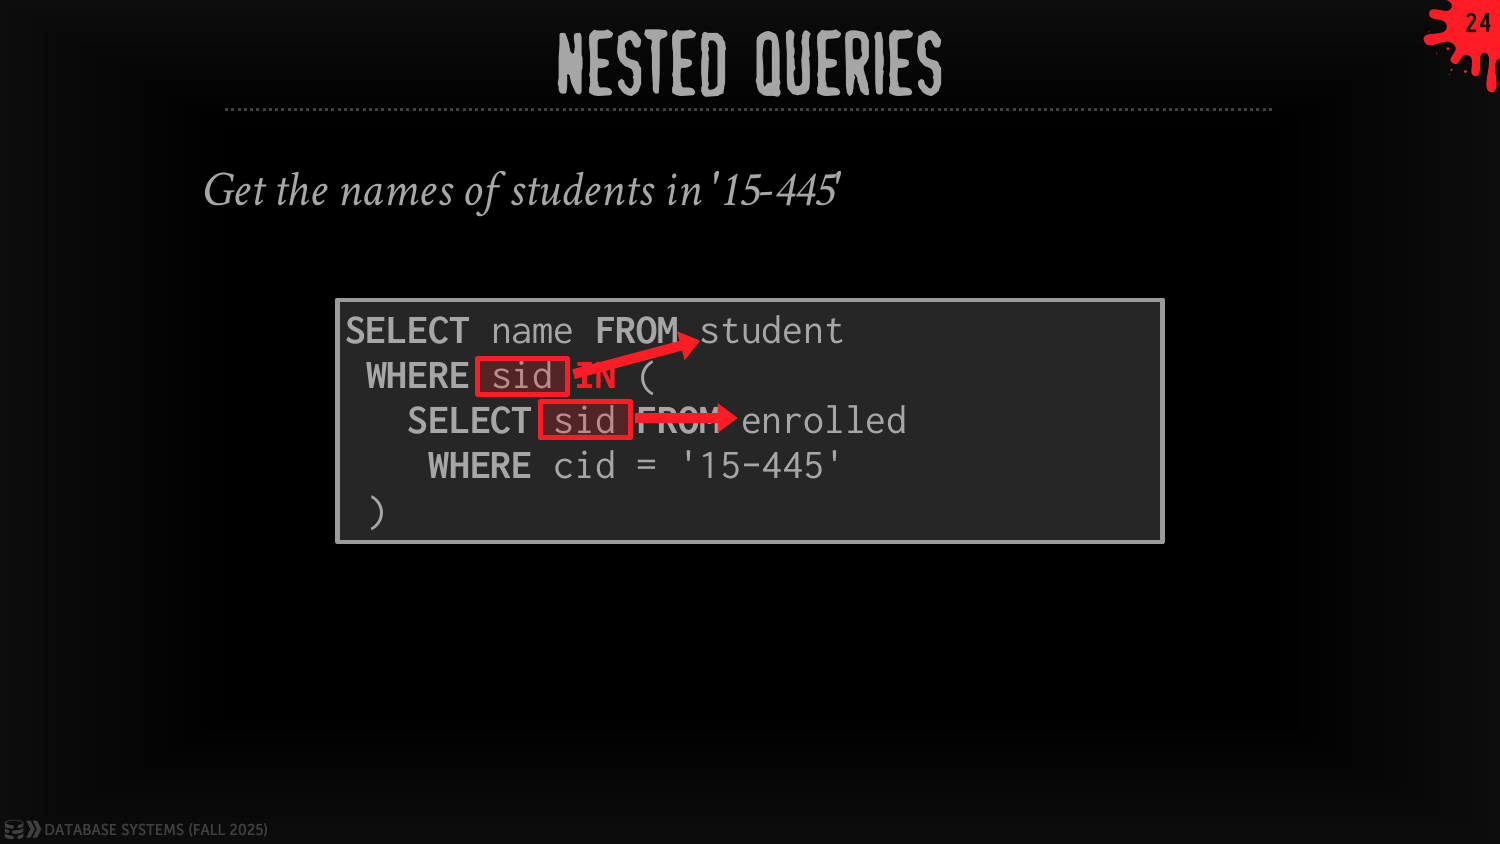 24
NESTED QUERIES
Get the names of students in '15-445'
SELECT name FROM student
WHERE sid IN (
SELECT sid FROM enrolled
WHERE cid = '15-445'
)
DATABASE SYSTEMS (FALL 2025)